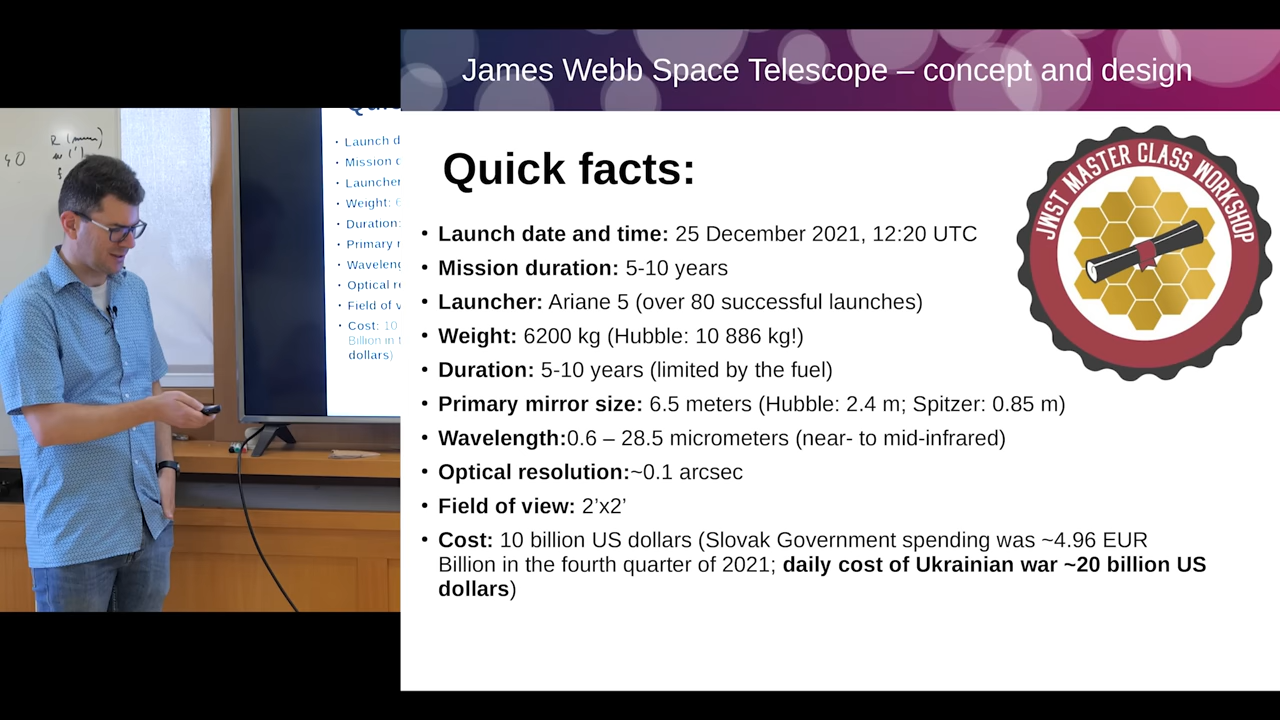 James Webb Space Telescope – concept and design
JWST MASTER CLASS WORKSHOP
Quick facts:
• Launch date and time: 25 December 2021, 12:20 UTC
• Mission duration: 5-10 years
• Launcher: Ariane 5 (over 80 successful launches)
• Weight: 6200 kg (Hubble: 10 886 kg!)
• Duration: 5-10 years (limited by the fuel)
• Primary mirror size: 6.5 meters (Hubble: 2.4 m; Spitzer: 0.85 m)
• Wavelength:0.6 – 28.5 micrometers (near- to mid-infrared)
• Optical resolution:~0.1 arcsec
• Field of view: 2’x2’
• Cost: 10 billion US dollars (Slovak Government spending was ~4.96 EUR
Billion in the fourth quarter of 2021; daily cost of Ukrainian war ~20 billion US
dollars)
• Launch d
• Mission
• Launcher
• Weight:
• Duration:
• Primary
• Waveleng
• Optical re
• Field of v
• Cost: 10
Billion in
dollars)